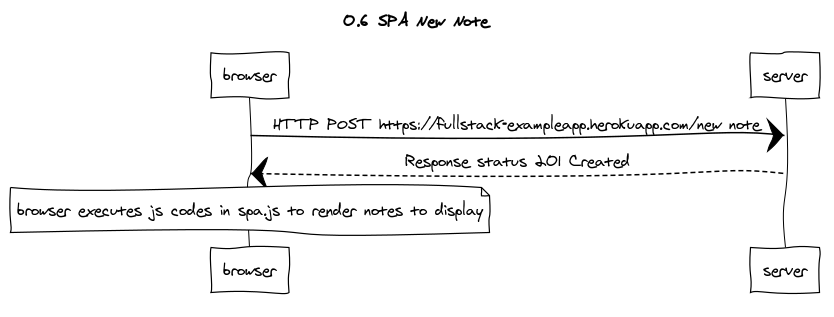 0.6 SPA New Note
browser server
HTTP POST https://fullstack-exampleapp.herokuapp.com/new note
Response status 201 Created
browser executes js codes in spa.js to render notes to display
browser server